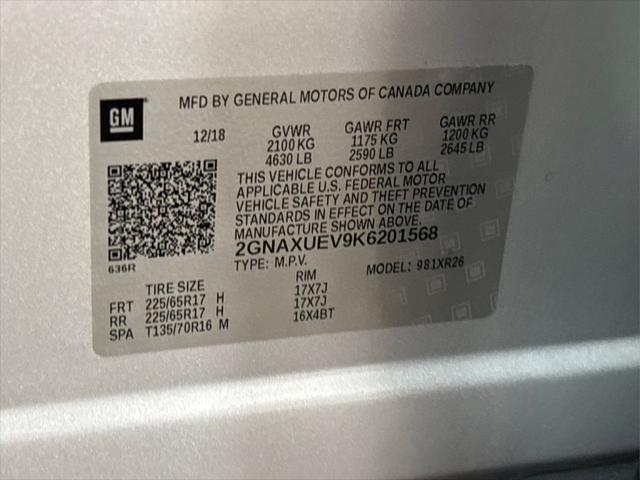 GM
MFD BY GENERAL MOTORS OF CANADA COMPANY
12/18 GVWR GAWR FRT GAWR RR
2100 KG 1175 KG 1200 KG
4630 LB 2590 LB 2645 LB
THIS VEHICLE CONFORMS TO ALL
APPLICABLE U.S. FEDERAL MOTOR
VEHICLE SAFETY AND THEFT PREVENTION
STANDARDS IN EFFECT ON THE DATE OF
MANUFACTURE SHOWN ABOVE.
2GNAXUEV9K6201568
636R
TYPE: M.P.V. MODEL: 981XR26
TIRE SIZE RIM
FRT 225/65R17 H 17X7J
RR 225/65R17 H 17X7J
SPA T135/70R16 M 16X4BT